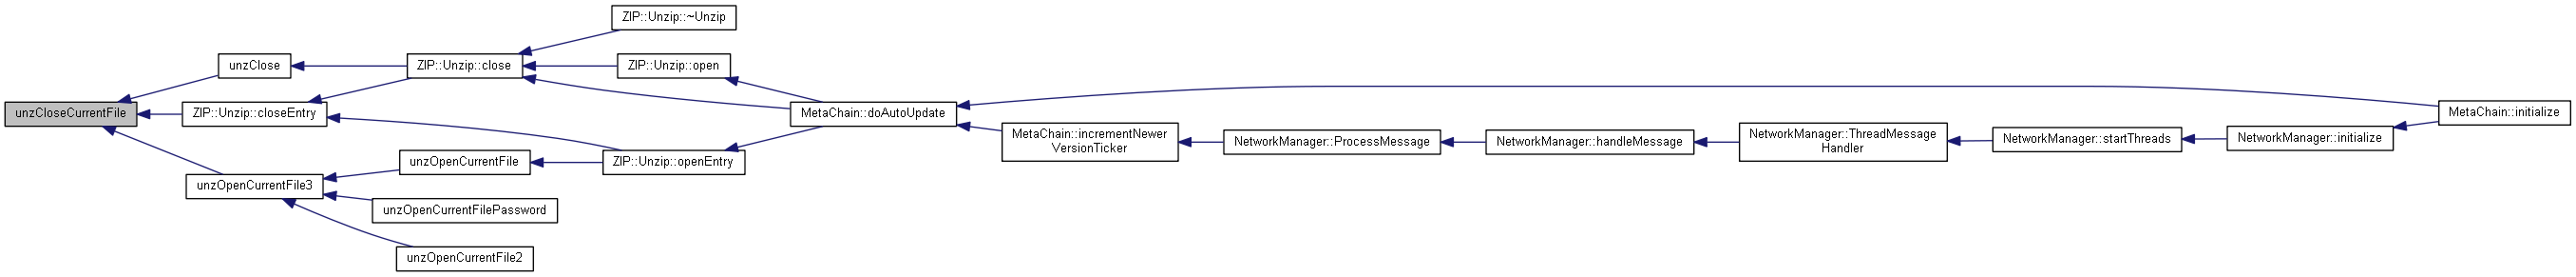 ZIP::Unzip::~Unzip
unzClose
ZIP::Unzip::close
ZIP::Unzip::open
unzCloseCurrentFile
ZIP::Unzip::closeEntry
MetaChain::doAutoUpdate
MetaChain::initialize
MetaChain::incrementNewer
VersionTicker
NetworkManager::ProcessMessage
NetworkManager::handleMessage
NetworkManager::ThreadMessage
Handler
NetworkManager::startThreads
NetworkManager::initialize
unzOpenCurrentFile
ZIP::Unzip::openEntry
unzOpenCurrentFile3
unzOpenCurrentFilePassword
unzOpenCurrentFile2